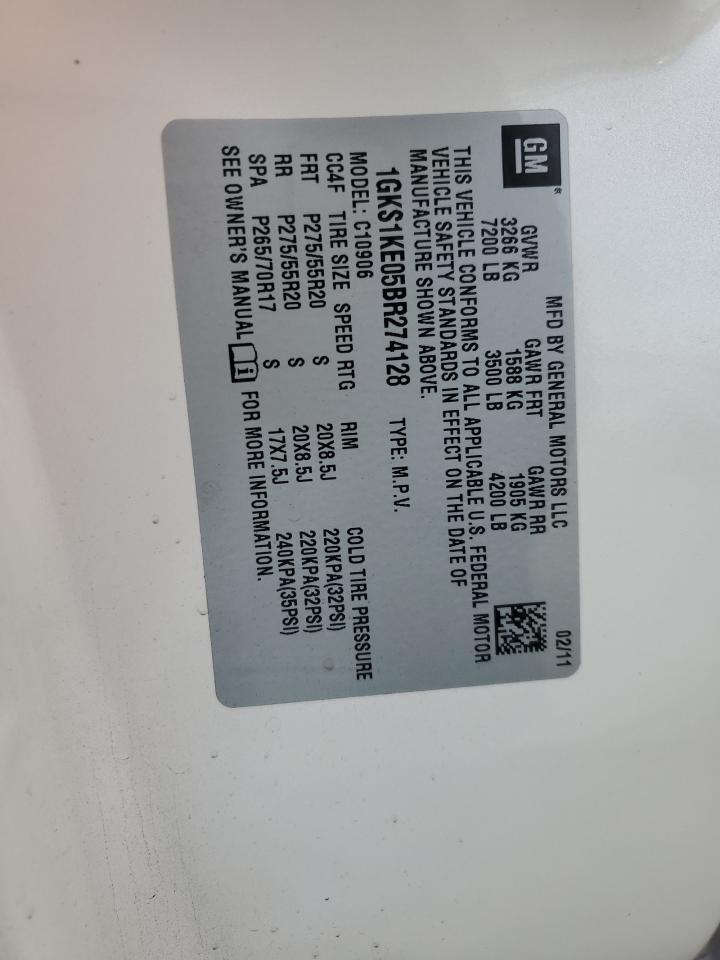 GM®
MFD BY GENERAL MOTORS LLC 02/11
GVWR GAWR FRT GAWR RR
3266 KG 1588 KG 1905 KG
7200 LB 3500 LB 4200 LB
THIS VEHICLE CONFORMS TO ALL APPLICABLE U.S. FEDERAL MOTOR
VEHICLE SAFETY STANDARDS IN EFFECT ON THE DATE OF
MANUFACTURE SHOWN ABOVE.
1GKS1KE05BR274128 TYPE: M.P.V.
MODEL: C10906
CC4F TIRE SIZE SPEED RTG RIM COLD TIRE PRESSURE
FRT P275/55R20 S 20X8.5J 220KPA(32PSI)
RR P275/55R20 S 20X8.5J 220KPA(32PSI)
SPA P265/70R17 S 17X7.5J 240KPA(35PSI)
SEE OWNER'S MANUAL FOR MORE INFORMATION.